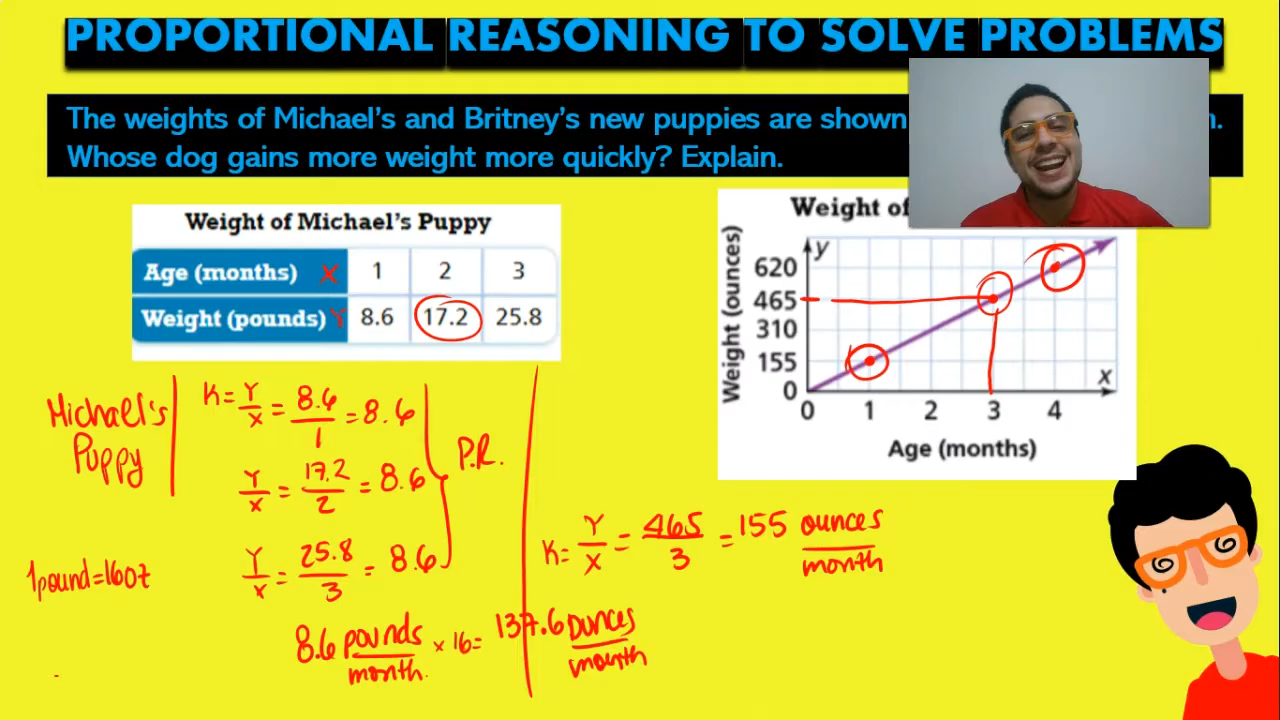 PROPORTIONAL REASONING TO SOLVE PROBLEMS
The weights of Michael's and Britney's new puppies are shown
Whose dog gains more weight more quickly? Explain.
Weight of Michael's Puppy
Age (months) X 1 2 3
Weight (pounds) Y 8.6 17.2 25.8
Weight of
Weight (ounces)
y
620
465
310
155
0
x
0 1 2 3 4
Age (months)
Michael's
Puppy
K = Y/X = 8.6/1 = 8.6
Y/X = 17.2/2 = 8.6
P.R.
Y/X = 25.8/3 = 8.6
1 pound = 16oz
8.6 pounds/month × 16 = 137.6 ounces/month
K = Y/X = 465/3 = 155 ounces/month